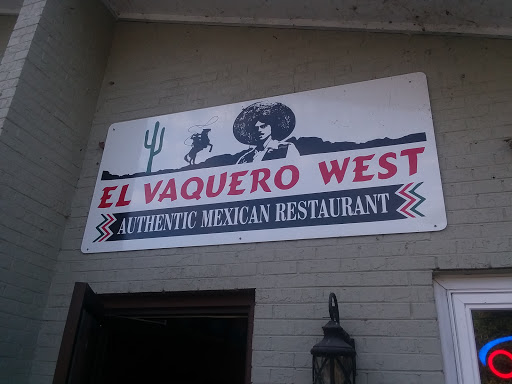 EL VAQUERO WEST
AUTHENTIC MEXICAN RESTAURANT